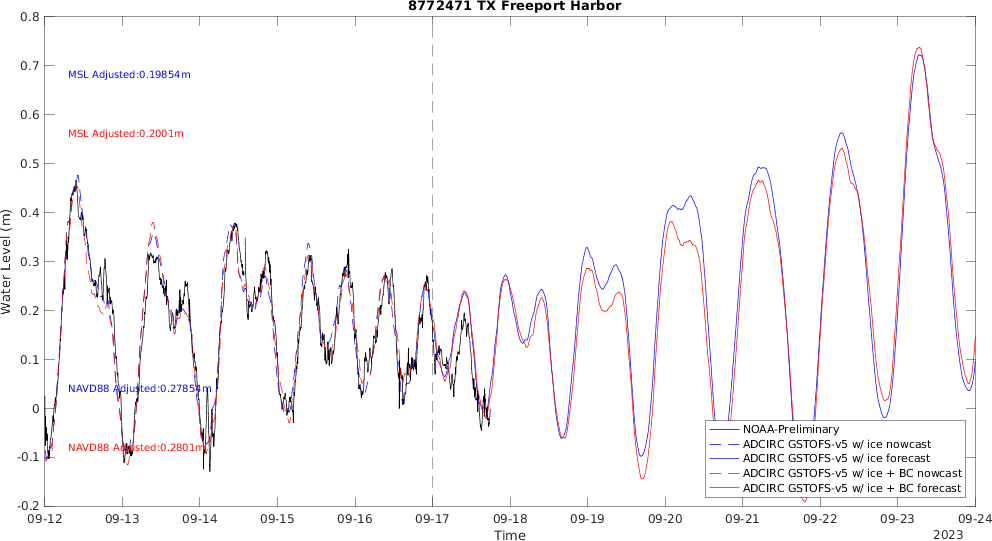 8772471 TX Freeport Harbor
0.8
0.7
0.6
0.5
0.4
0.3
0.2
0.1
0
-0.1
-0.2
Water Level (m)
MSL Adjusted:0.19854m
MSL Adjusted:0.2001m
NAVD88 Adjusted:0.27854m
NAVD88 Adjusted:0.2801m
NOAA-Preliminary
ADCIRC GSTOFS-v5 w/ ice nowcast
ADCIRC GSTOFS-v5 w/ ice forecast
ADCIRC GSTOFS-v5 w/ ice + BC nowcast
ADCIRC GSTOFS-v5 w/ ice + BC forecast
09-12 09-13 09-14 09-15 09-16 09-17 09-18 09-19 09-20 09-21 09-22 09-23 09-24
Time
2023